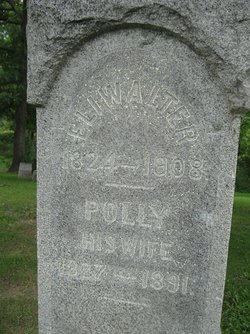 ELI WALTER
1824–1908
POLLY
HIS WIFE
1827–1891